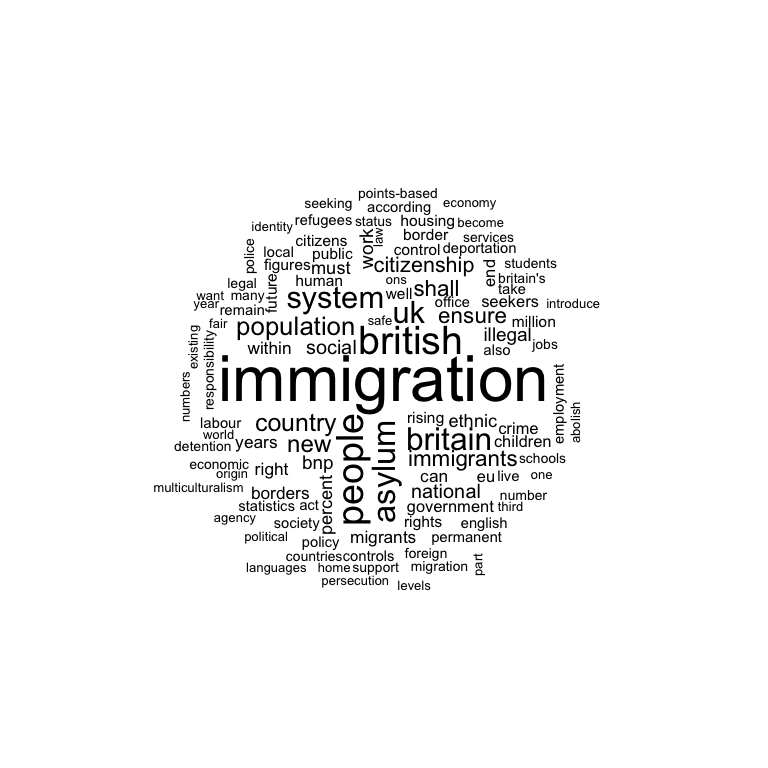 points-based
seeking according economy
identity refugees status housing become
citizens work law border services
police local public control deportation
figures must citizenship end students
legal future human ons british's
want many system well shall take
year remain uk office seekers introduce
fair population safe ensure million
existing responsibility within social british illegal jobs
also
immigration
numbers employment abolish
labour country people asylum rising ethnic crime
world years new britain children
detention
economic right bnp immigrants schools
origin can eu live one
multiculturalism borders percent national number
statistics act government third
agency society rights english
political policy migrants permanent
countries controls foreign
languages home support migration part
persecution levels